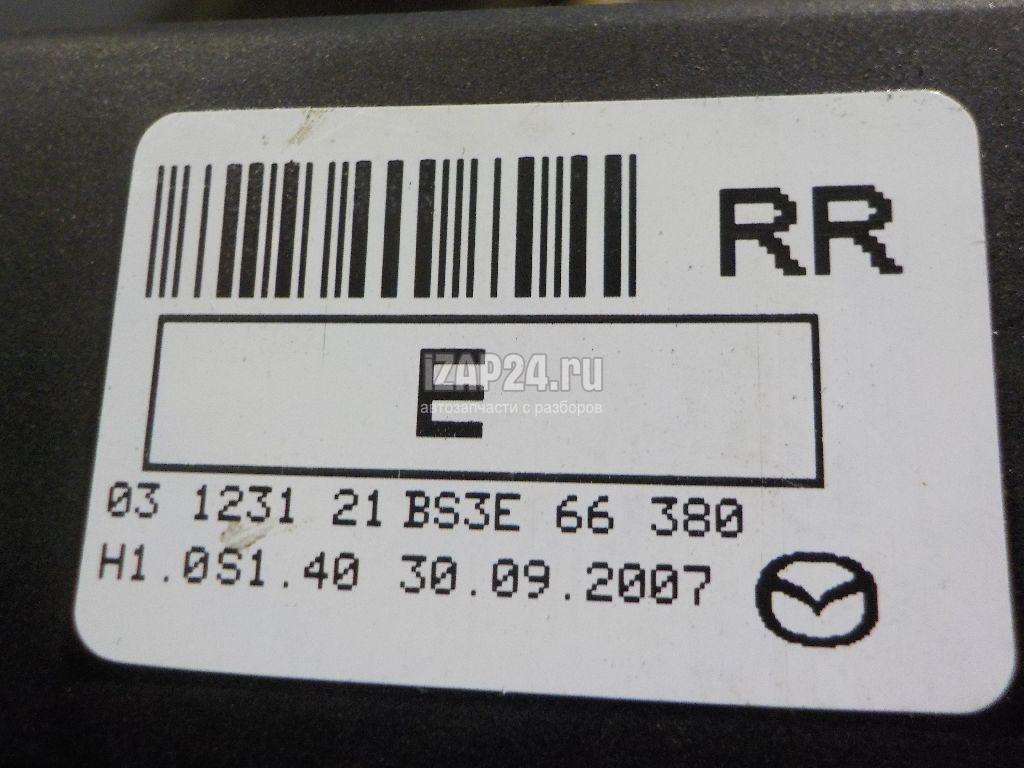 RR
E
iZAP24.ru
автозапчасти с разборов
03 1231 21 BS3E 66 380
H1.0S1.40 30.09.2007